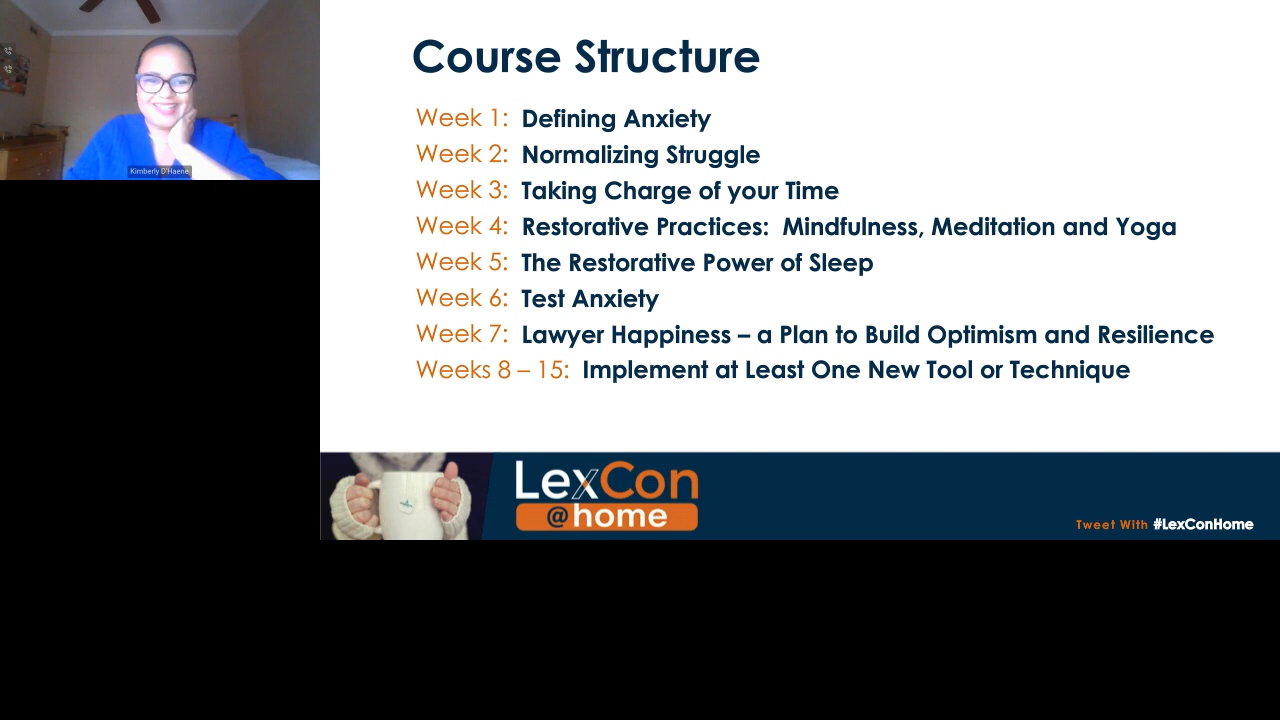 Kimberly D'Haene
Course Structure
Week 1: Defining Anxiety
Week 2: Normalizing Struggle
Week 3: Taking Charge of your Time
Week 4: Restorative Practices: Mindfulness, Meditation and Yoga
Week 5: The Restorative Power of Sleep
Week 6: Test Anxiety
Week 7: Lawyer Happiness – a Plan to Build Optimism and Resilience
Weeks 8 – 15: Implement at Least One New Tool or Technique
LexCon
@home
Tweet With #LexConHome